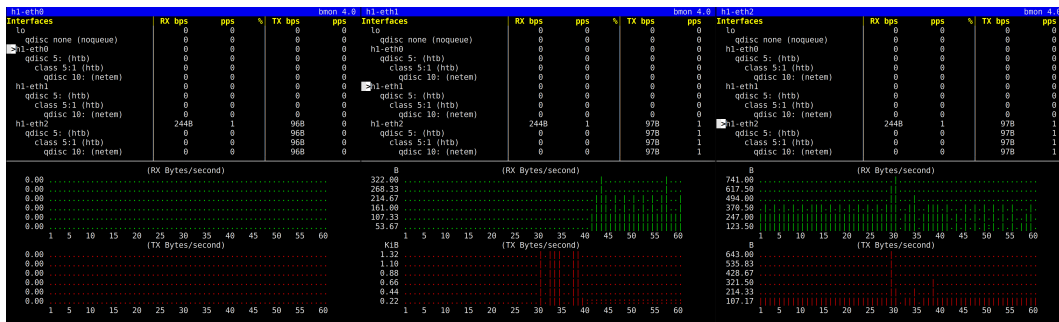 h1-eth0 bmon 4.0
Interfaces RX bps pps % TX bps pps
lo 0 0 0 0
qdisc none (noqueue) 0 0 0 0
>h1-eth0 0 0 0 0
qdisc 5: (htb) 0 0 0 0
class 5:1 (htb) 0 0 0 0
qdisc 10: (netem) 0 0 0 0
h1-eth1 0 0 0 0
qdisc 5: (htb) 0 0 0 0
class 5:1 (htb) 0 0 0 0
qdisc 10: (netem) 0 0 0 0
h1-eth2 244B 1 96B 0
qdisc 5: (htb) 0 0 96B 0
class 5:1 (htb) 0 0 96B 0
qdisc 10: (netem) 0 0 96B 0
(RX Bytes/second)
0.00
0.00
0.00
0.00
0.00
0.00
1 5 10 15 20 25 30 35 40 45 50 55 60
(TX Bytes/second)
0.00
0.00
0.00
0.00
0.00
0.00
1 5 10 15 20 25 30 35 40 45 50 55 60
h1-eth1 bmon 4.0
Interfaces RX bps pps % TX bps pps
lo 0 0 0 0
qdisc none (noqueue) 0 0 0 0
h1-eth0 0 0 0 0
qdisc 5: (htb) 0 0 0 0
class 5:1 (htb) 0 0 0 0
qdisc 10: (netem) 0 0 0 0
>h1-eth1 0 0 0 0
qdisc 5: (htb) 0 0 0 0
class 5:1 (htb) 0 0 0 0
qdisc 10: (netem) 0 0 0 0
h1-eth2 244B 1 97B 1
qdisc 5: (htb) 0 0 97B 1
class 5:1 (htb) 0 0 97B 1
qdisc 10: (netem) 0 0 97B 1
B (RX Bytes/second)
322.00
268.33
214.67
161.00
107.33
53.67
1 5 10 15 20 25 30 35 40 45 50 55 60
KiB (TX Bytes/second)
1.32
1.10
0.88
0.66
0.44
0.22
1 5 10 15 20 25 30 35 40 45 50 55 60
h1-eth2 bmon 4.0
Interfaces RX bps pps % TX bps pps
lo 0 0 0 0
qdisc none (noqueue) 0 0 0 0
h1-eth0 0 0 0 0
qdisc 5: (htb) 0 0 0 0
class 5:1 (htb) 0 0 0 0
qdisc 10: (netem) 0 0 0 0
h1-eth1 0 0 0 0
qdisc 5: (htb) 0 0 0 0
class 5:1 (htb) 0 0 0 0
qdisc 10: (netem) 0 0 0 0
>h1-eth2 244B 1 97B 1
qdisc 5: (htb) 0 0 97B 1
class 5:1 (htb) 0 0 97B 1
qdisc 10: (netem) 0 0 97B 1
B (RX Bytes/second)
741.00
617.50
494.00
370.50
247.00
123.50
1 5 10 15 20 25 30 35 40 45 50 55 60
B (TX Bytes/second)
643.00
535.83
428.67
321.50
214.33
107.17
1 5 10 15 20 25 30 35 40 45 50 55 60